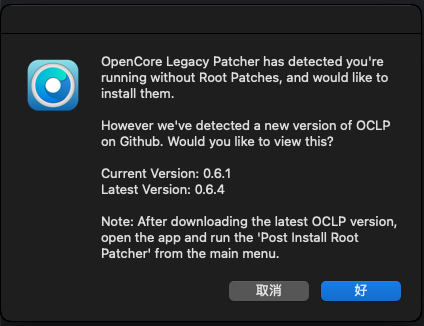 OpenCore Legacy Patcher has detected you're
running without Root Patches, and would like to
install them.
However we've detected a new version of OCLP
on Github. Would you like to view this?
Current Version: 0.6.1
Latest Version: 0.6.4
Note: After downloading the latest OCLP version,
open the app and run the 'Post Install Root
Patcher' from the main menu.
取消
好